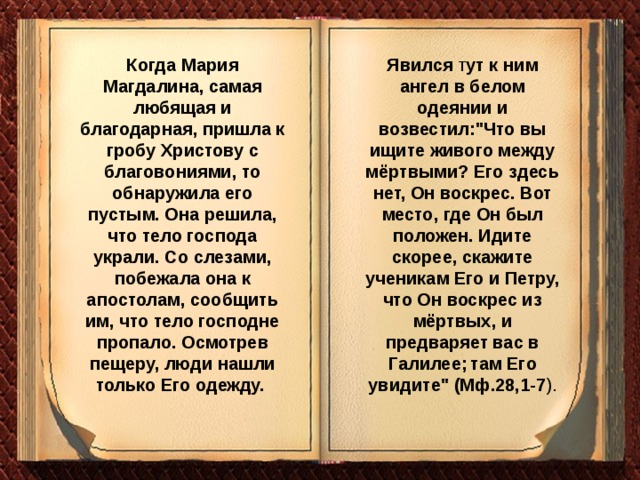 Когда Мария
Магдалина, самая
любящая и
благодарная, пришла к
гробу Христову с
благовониями, то
обнаружила его
пустым. Она решила,
что тело господа
украли. Со слезами,
побежала она к
апостолам, сообщить
им, что тело господне
пропало. Осмотрев
пещеру, люди нашли
только Его одежду.
Явился тут к ним
ангел в белом
одеянии и
возвестил:"Что вы
ищите живого между
мёртвыми? Его здесь
нет, Он воскрес. Вот
место, где Он был
положен. Идите
скорее, скажите
ученикам Его и Петру,
что Он воскрес из
мёртвых, и
предваряет вас в
Галилее; там Его
увидите" (Мф.28,1-7).